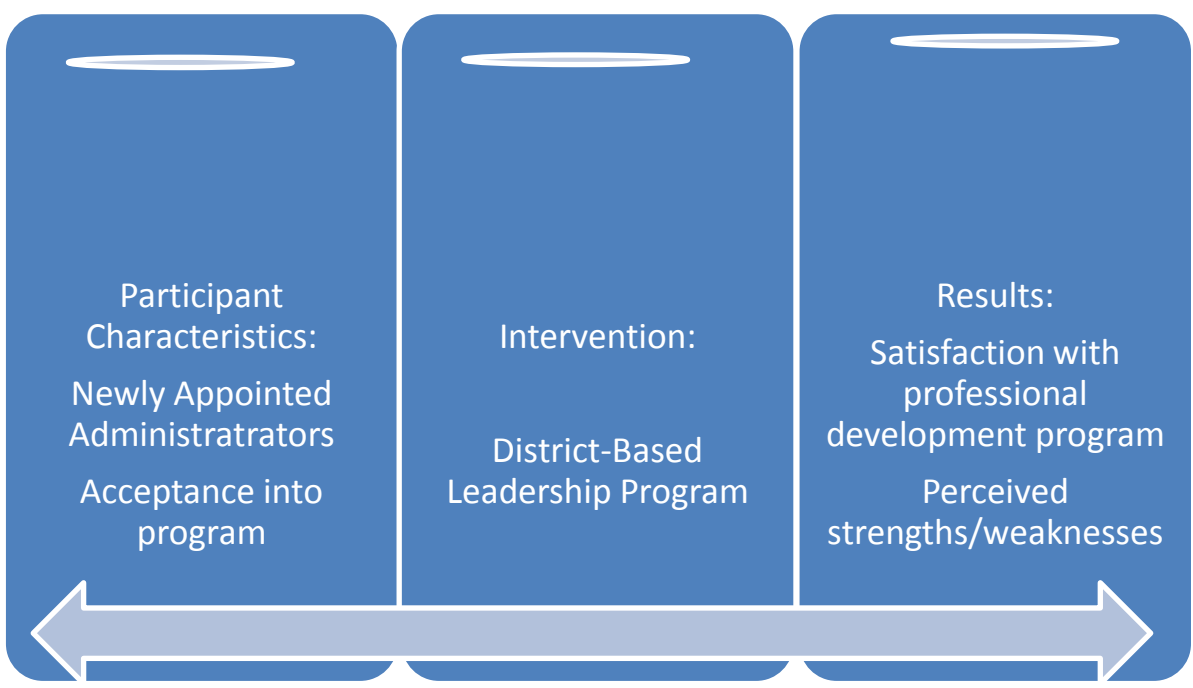 Participant
Characteristics:
Newly Appointed
Administratrators
Acceptance into
program
Intervention:
District-Based
Leadership Program
Results:
Satisfaction with
professional
development program
Perceived
strengths/weaknesses